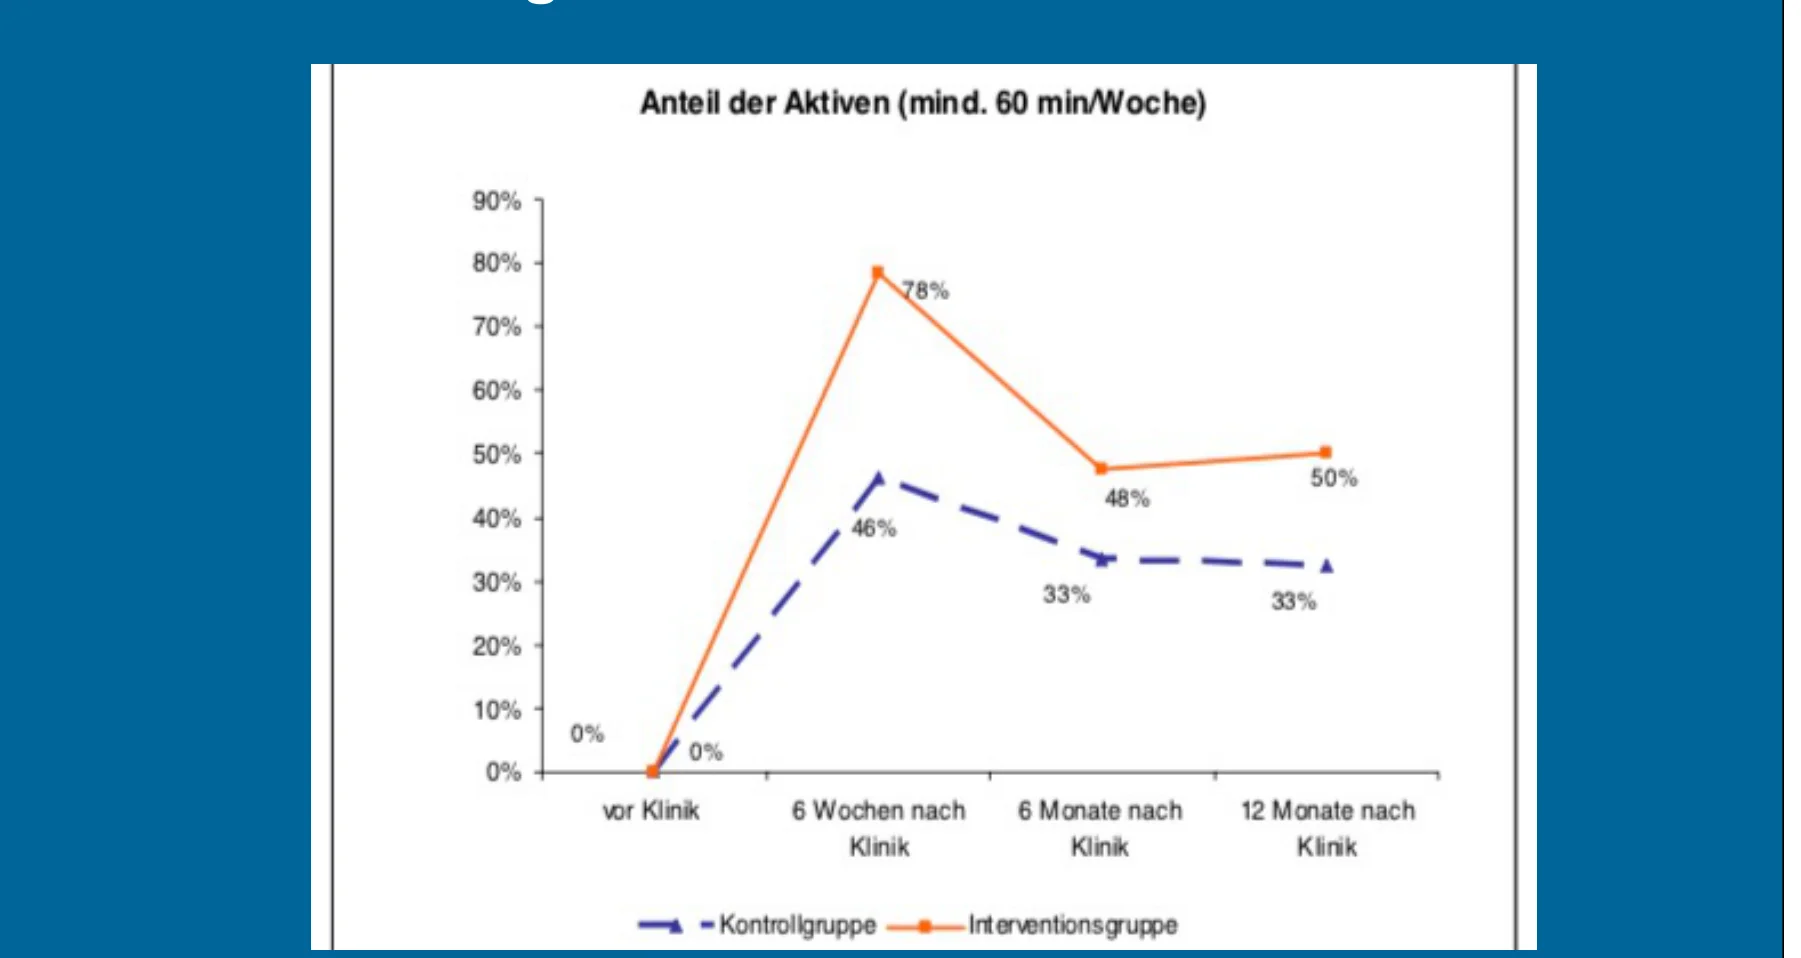 Anteil der Aktiven (mind. 60 min/Woche)
90%
80%
78%
70%
60%
50%
50%
48%
40%
46%
30%
33%
33%
20%
10%
0%
0%
0%
vor Klinik
6 Wochen nach
Klinik
6 Monate nach
Klinik
12 Monate nach
Klinik
Kontrollgruppe
Interventionsgruppe